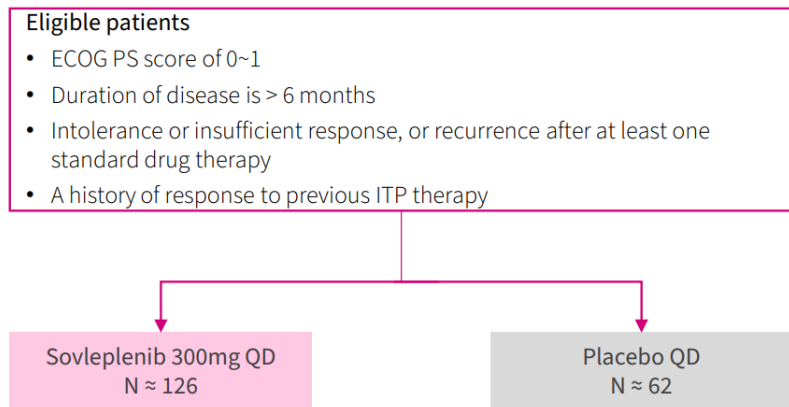 Eligible patients
• ECOG PS score of 0~1
• Duration of disease is > 6 months
• Intolerance or insufficient response, or recurrence after at least one
standard drug therapy
• A history of response to previous ITP therapy
Sovleplenib 300mg QD
N ≈ 126
Placebo QD
N ≈ 62